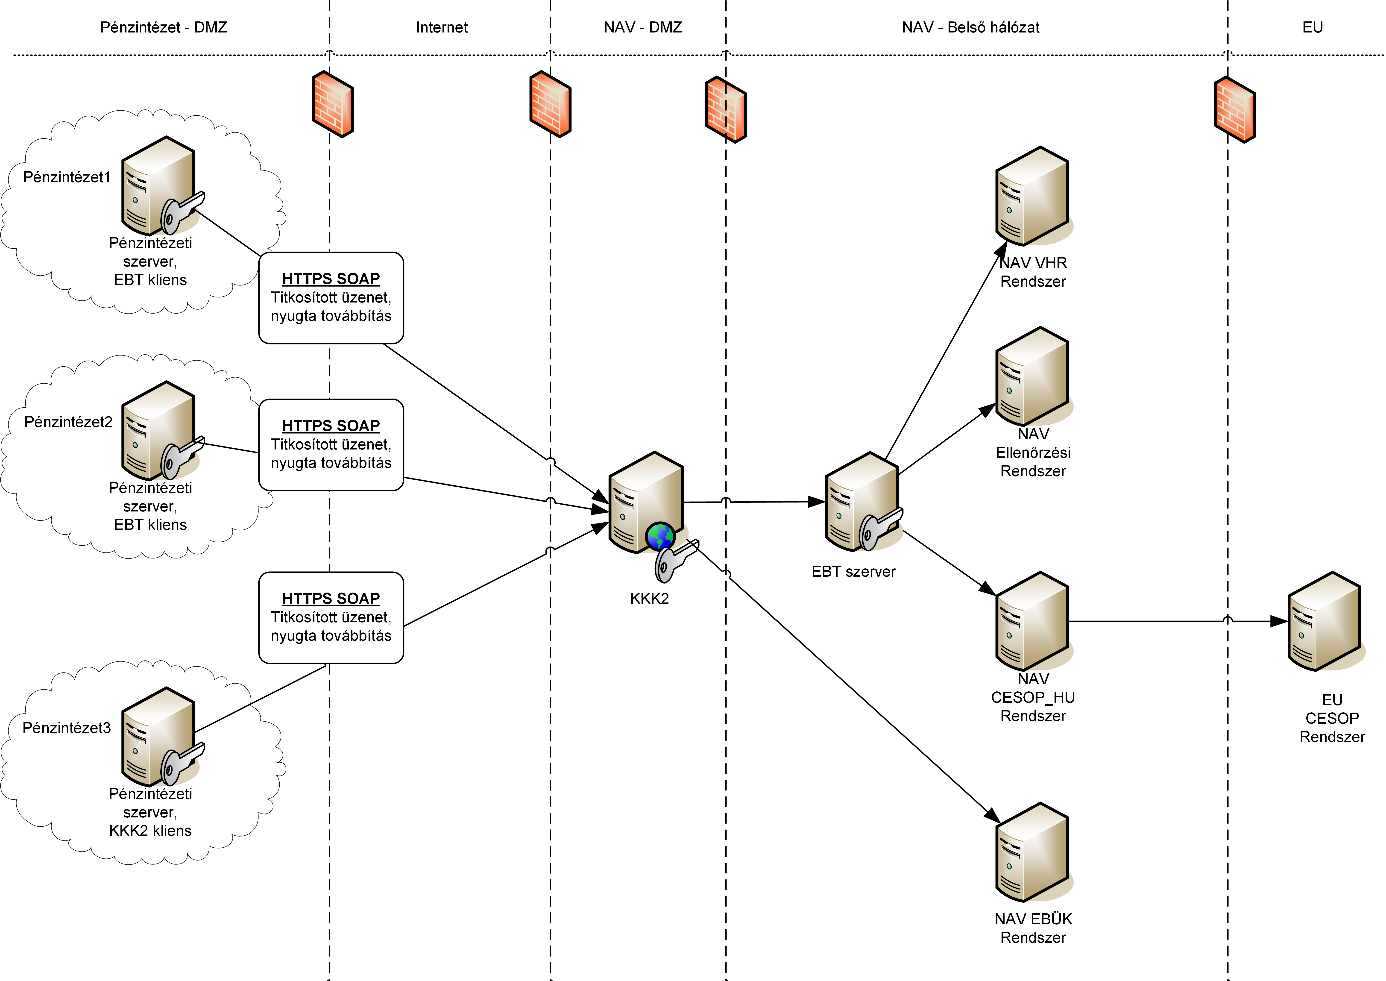 Pénzintézet - DMZ
Internet
NAV - DMZ
NAV - Belső hálózat
EU
Pénzintézet1
Pénzintézeti
szerver,
EBT kliens
HTTPS SOAP
Titkosított üzenet,
nyugta továbbítás
Pénzintézet2
Pénzintézeti
szerver,
EBT kliens
HTTPS SOAP
Titkosított üzenet,
nyugta továbbítás
Pénzintézet3
Pénzintézeti
szerver,
KKK2 kliens
HTTPS SOAP
Titkosított üzenet,
nyugta továbbítás
KKK2
EBT szerver
NAV VHR
Rendszer
NAV
Ellenőrzési
Rendszer
NAV
CESOP_HU
Rendszer
EU
CESOP
Rendszer
NAV EBÜK
Rendszer